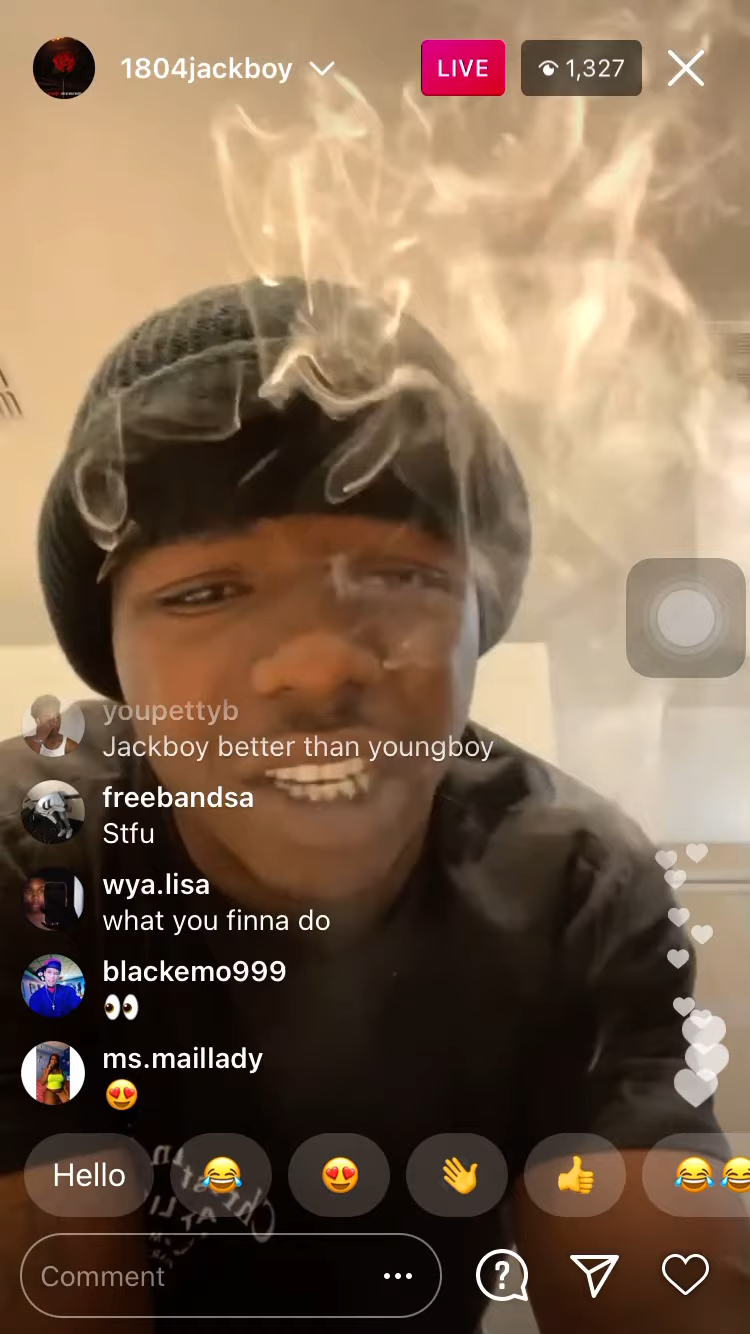 1804jackboy
LIVE
1,327
youpettyb
Jackboy better than youngboy
freebandsa
Stfu
wya.lisa
what you finna do
blackemo999
👀
ms.maillady
😍
Hello 😂 😍 👋 👍 😂😂
Comment